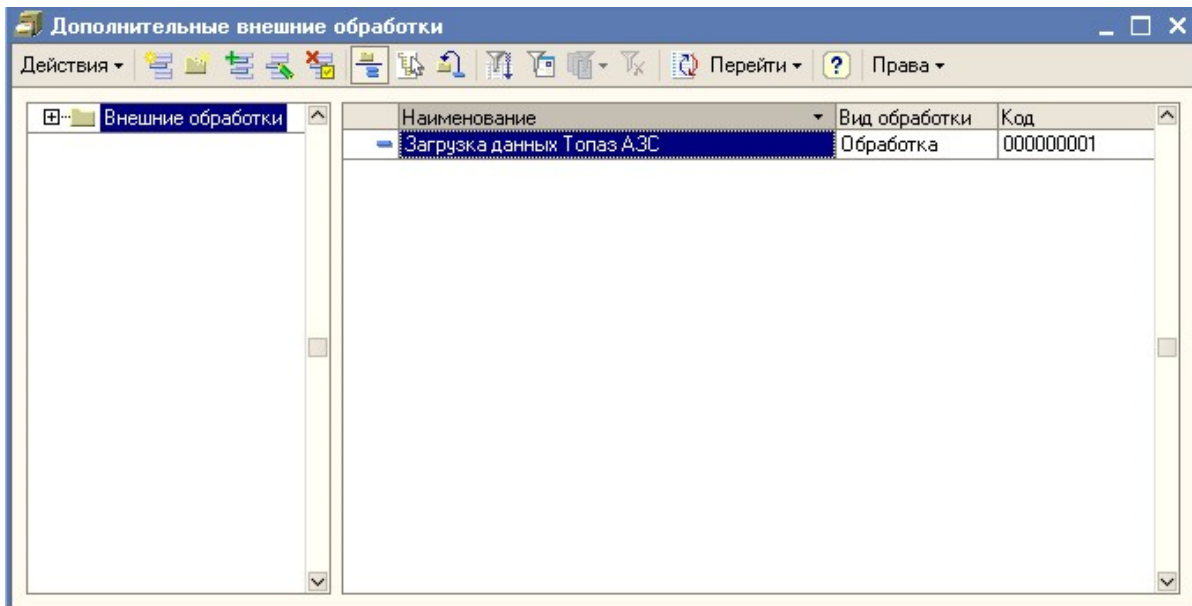 Дополнительные внешние обработки
Действия Перейти ? Права
Внешние обработки
Наименование Вид обработки Код
Загрузка данных Топаз АЗС Обработка 000000001